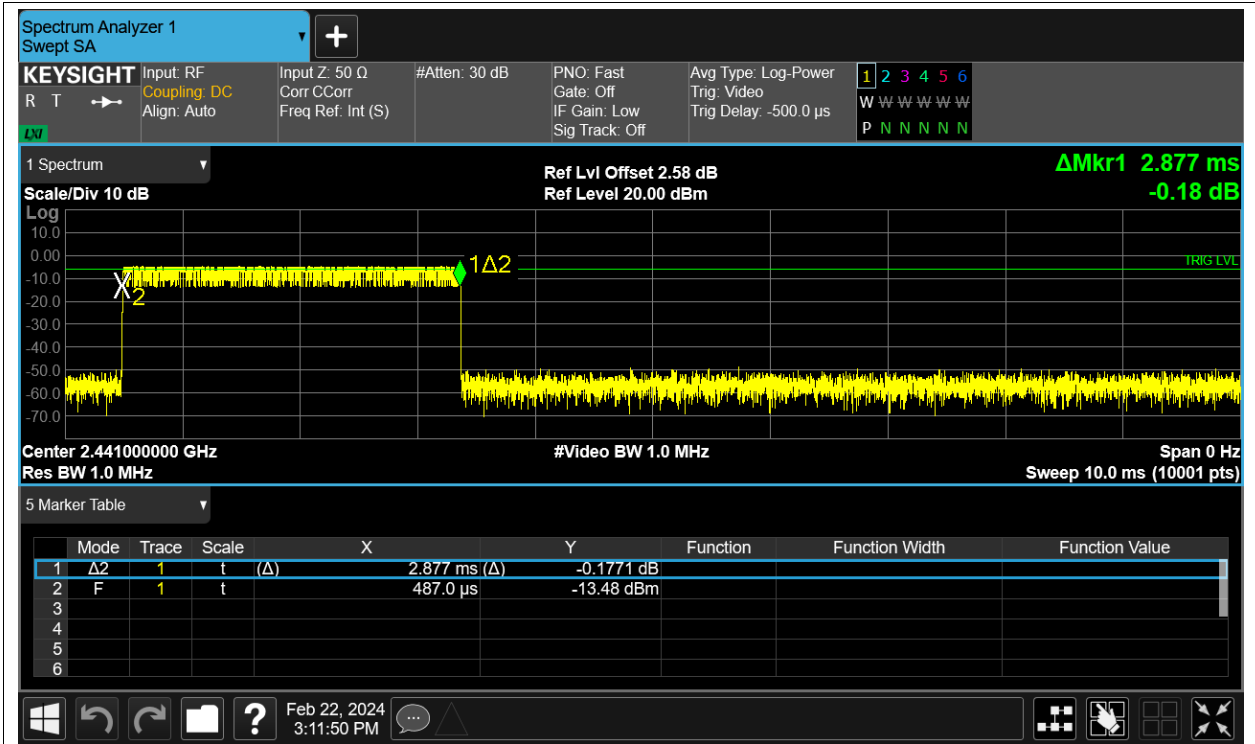 Spectrum Analyzer 1
Swept SA
KEYSIGHT
R T
LXI
Input: RF
Coupling: DC
Align: Auto
Input Z: 50 Ω
Corr CCorr
Freq Ref: Int (S)
#Atten: 30 dB
PNO: Fast
Gate: Off
IF Gain: Low
Sig Track: Off
Avg Type: Log-Power
Trig: Video
Trig Delay: -500.0 µs
1 2 3 4 5 6
W W W W W W
P N N N N N
1 Spectrum
Scale/Div 10 dB
Ref Lvl Offset 2.58 dB
Ref Level 20.00 dBm
ΔMkr1 2.877 ms
-0.18 dB
Log
10.0
0.00
-10.0
-20.0
-30.0
-40.0
-50.0
-60.0
-70.0
X2
1Δ2
TRIG LVL
Center 2.441000000 GHz
#Video BW 1.0 MHz
Span 0 Hz
Res BW 1.0 MHz
Sweep 10.0 ms (10001 pts)
5 Marker Table
Mode Trace Scale X Y Function Function Width Function Value
1 Δ2 1 t (Δ) 2.877 ms (Δ) -0.1771 dB
2 F 1 t 487.0 µs -13.48 dBm
3
4
5
6
?
Feb 22, 2024
3:11:50 PM